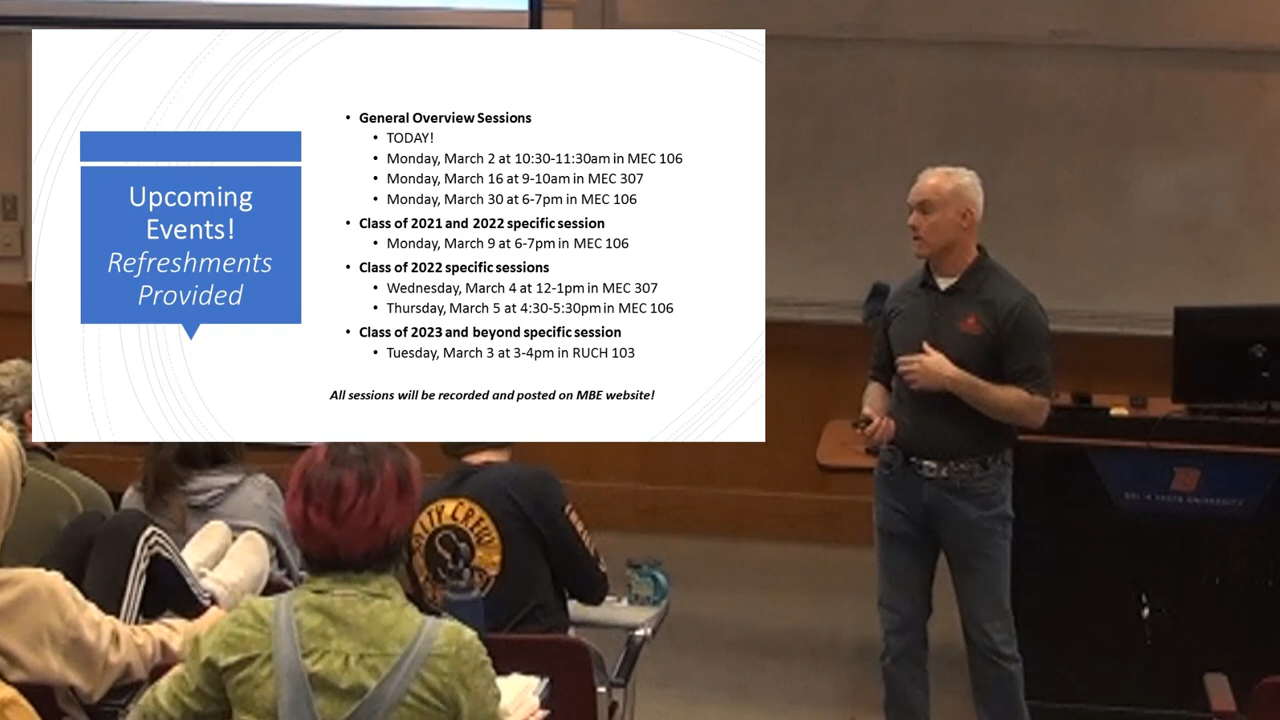 Upcoming
Events!
Refreshments
Provided
• General Overview Sessions
• TODAY!
• Monday, March 2 at 10:30-11:30am in MEC 106
• Monday, March 16 at 9-10am in MEC 307
• Monday, March 30 at 6-7pm in MEC 106
• Class of 2021 and 2022 specific session
• Monday, March 9 at 6-7pm in MEC 106
• Class of 2022 specific sessions
• Wednesday, March 4 at 12-1pm in MEC 307
• Thursday, March 5 at 4:30-5:30pm in MEC 106
• Class of 2023 and beyond specific session
• Tuesday, March 3 at 3-4pm in RUCH 103
All sessions will be recorded and posted on MBE website!
CREW
STATE UNIVERSITY